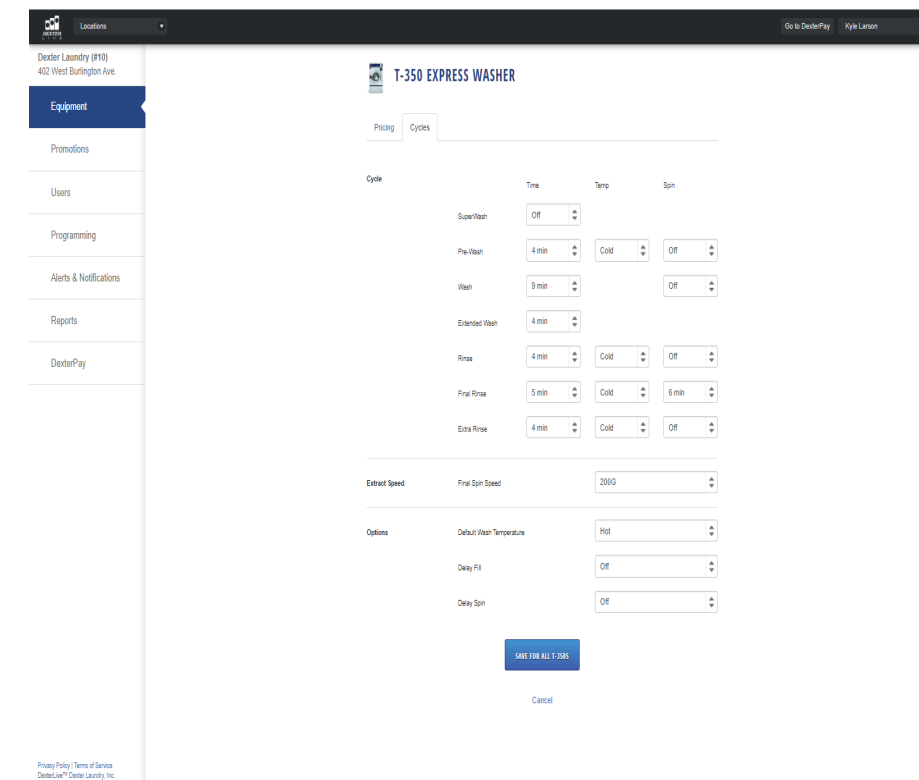 DEXTER
LIVE
Locations
Go to DexterPay Kyle Larson
Dexter Laundry (#10)
402 West Burlington Ave.
Equipment
Promotions
Users
Programming
Alerts & Notifications
Reports
DexterPay
T-350 EXPRESS WASHER
Pricing Cycles
Cycle Time Temp Spin
SuperWash Off
Pre-Wash 4 min Cold Off
Wash 9 min Off
Extended Wash 4 min
Rinse 4 min Cold Off
Final Rinse 5 min Cold 6 min
Extra Rinse 4 min Cold Off
Extract Speed Final Spin Speed 200G
Options Default Wash Temperature Hot
Delay Fill Off
Delay Spin Off
SAVE FOR ALL T-350S
Cancel
Privacy Policy | Terms of Service
DexterLive™ Dexter Laundry, Inc.